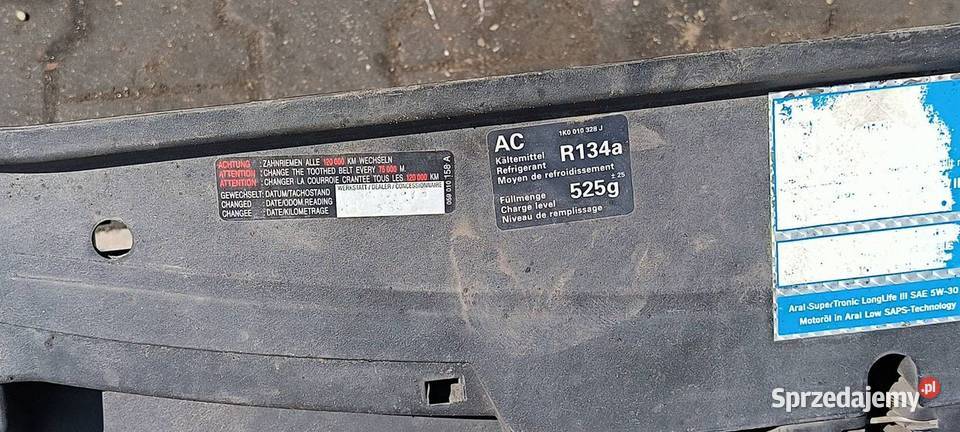 ACHTUNG : ZAHNRIEMEN ALLE 120 000 KM WECHSELN
ATTENTION : CHANGE THE TOOTHED BELT EVERY 75 000 M.
ATTENTION : CHANGER LA COURROIE CRANTEE TOUS LES 120 000 KM
WERKSTATT / DEALER / CONCESSIONNAIRE
GEWECHSELT: DATUM/TACHOSTAND
CHANGED : DATE/ODOM.READING
CHANGEE : DATE/KILOMETRAGE
010 158 A
AC 1K0 010 328 J
Kältemittel R134a
Refrigerant
Moyen de refroidissement
± 25
Füllmenge 525g
Charge level
Niveau de remplissage
Aral-SuperTronic LongLife III SAE 5W-30
Motoröl in Aral Low SAPS-Technology
Sprzedajemy.pl